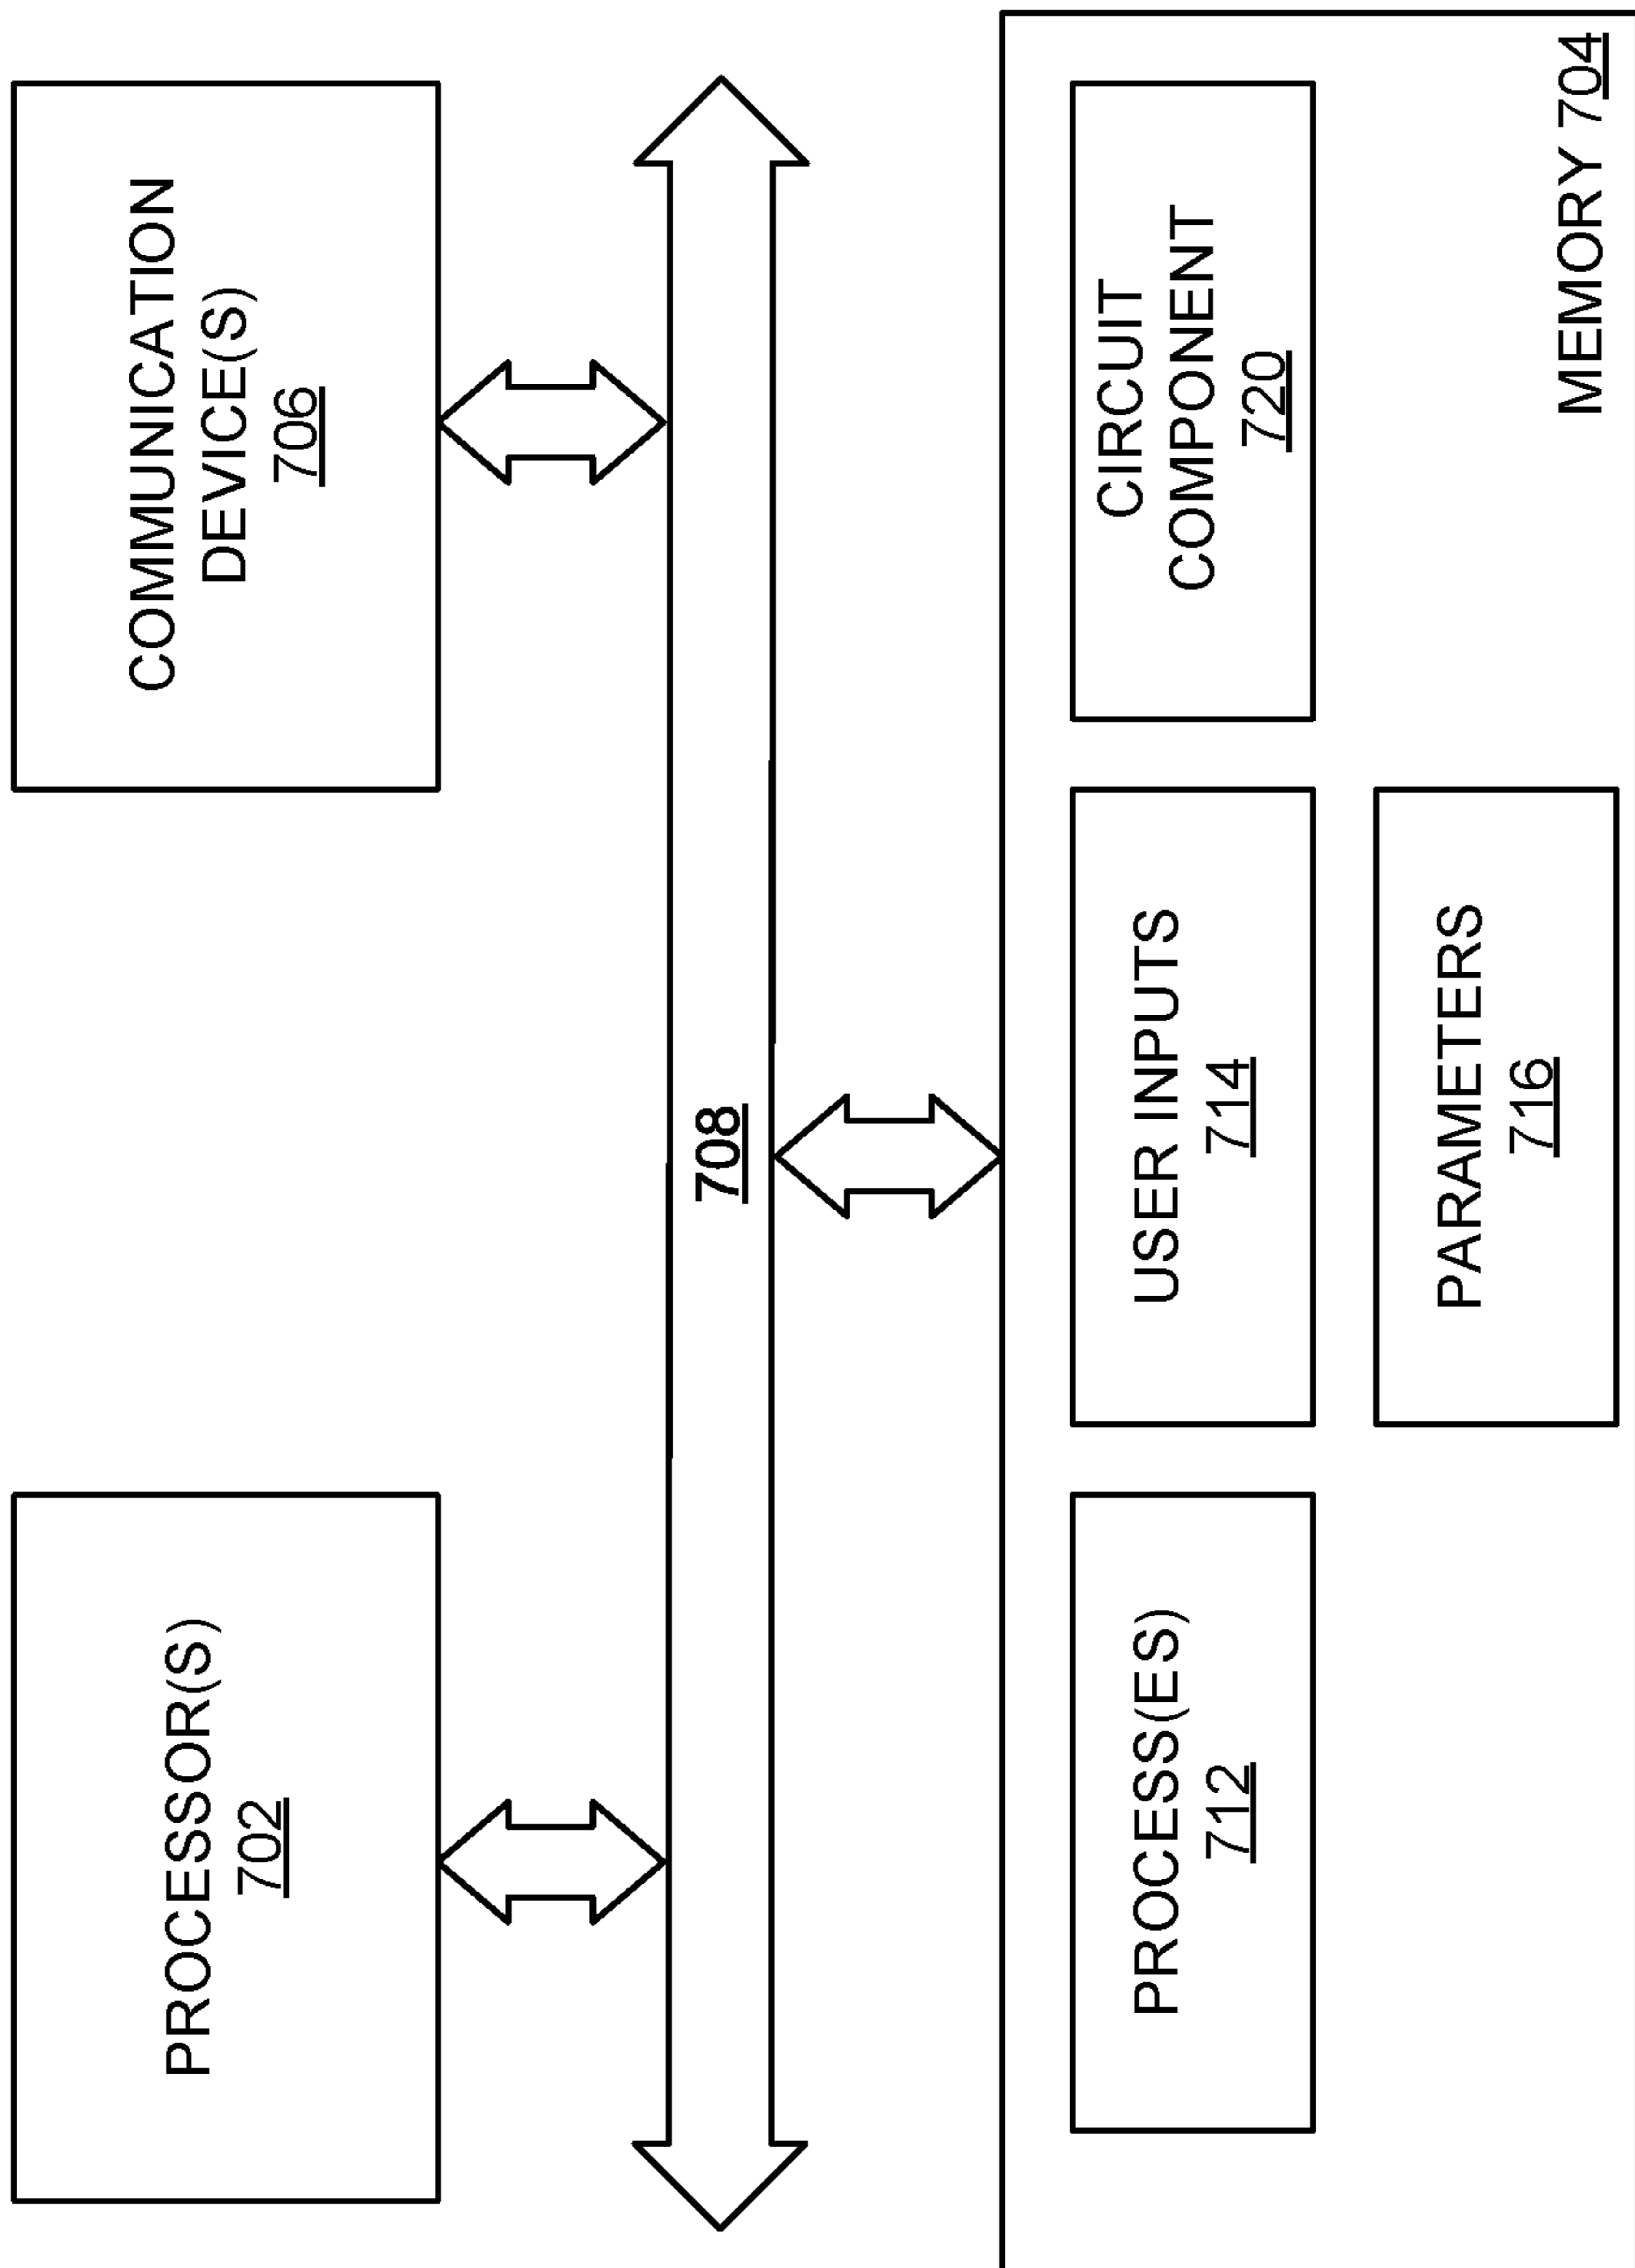 PROCESSOR(S)
702
COMMUNICATION
DEVICE(S)
706
708
PROCESS(ES)
712
USER INPUTS
714
CIRCUIT
COMPONENT
720
PARAMETERS
716
MEMORY 704